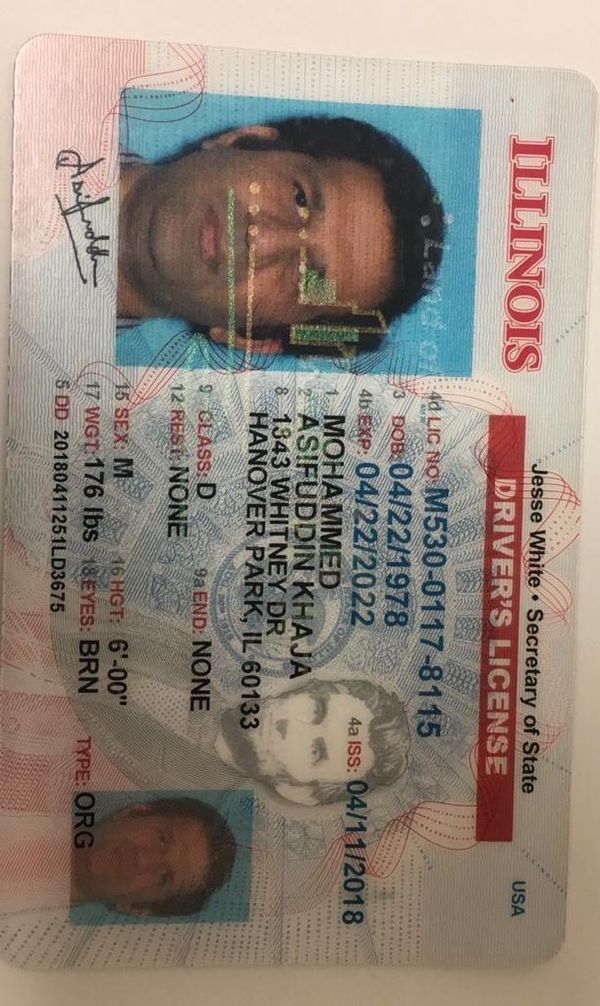 ILLINOIS
Jesse White • Secretary of State
USA
DRIVER'S LICENSE
Land of
4d LIC NO: M530-0117-8115
3 DOB: 04/22/1978
4b EXP: 04/22/2022
4a ISS: 04/11/2018
1 MOHAMMED
2 ASIFUDDIN KHAJA
8 1343 WHITNEY DR
HANOVER PARK, IL 60133
9 CLASS: D 9a END: NONE
12 REST: NONE
15 SEX: M 16 HGT: 6'-00"
17 WGT: 176 lbs 18 EYES: BRN
TYPE: ORG
5 DD 20180411251LD3675
Asifuddin